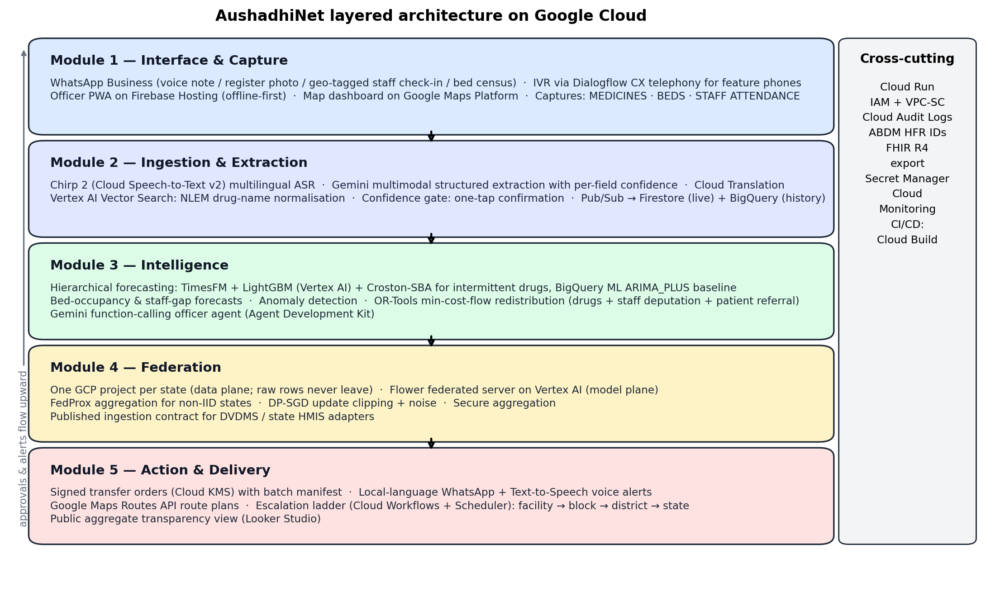 AushadhiNet layered architecture on Google Cloud
Module 1 — Interface & Capture
WhatsApp Business (voice note / register photo / geo-tagged staff check-in / bed census)  ·  IVR via Dialogflow CX telephony for feature phones
Officer PWA on Firebase Hosting (offline-first)  ·  Map dashboard on Google Maps Platform  ·  Captures: MEDICINES · BEDS · STAFF ATTENDANCE
Module 2 — Ingestion & Extraction
Chirp 2 (Cloud Speech-to-Text v2) multilingual ASR  ·  Gemini multimodal structured extraction with per-field confidence  ·  Cloud Translation
Vertex AI Vector Search: NLEM drug-name normalisation  ·  Confidence gate: one-tap confirmation  ·  Pub/Sub → Firestore (live) + BigQuery (history)
Module 3 — Intelligence
Hierarchical forecasting: TimesFM + LightGBM (Vertex AI) + Croston-SBA for intermittent drugs, BigQuery ML ARIMA_PLUS baseline
Bed-occupancy & staff-gap forecasts  ·  Anomaly detection  ·  OR-Tools min-cost-flow redistribution (drugs + staff deputation + patient referral)
Gemini function-calling officer agent (Agent Development Kit)
Module 4 — Federation
One GCP project per state (data plane; raw rows never leave)  ·  Flower federated server on Vertex AI (model plane)
FedProx aggregation for non-IID states  ·  DP-SGD update clipping + noise  ·  Secure aggregation
Published ingestion contract for DVDMS / state HMIS adapters
Module 5 — Action & Delivery
Signed transfer orders (Cloud KMS) with batch manifest  ·  Local-language WhatsApp + Text-to-Speech voice alerts
Google Maps Routes API route plans  ·  Escalation ladder (Cloud Workflows + Scheduler): facility → block → district → state
Public aggregate transparency view (Looker Studio)
approvals & alerts flow upward
Cross-cutting
Cloud Run
IAM + VPC-SC
Cloud Audit Logs
ABDM HFR IDs
FHIR R4
export
Secret Manager
Cloud
Monitoring
CI/CD:
Cloud Build